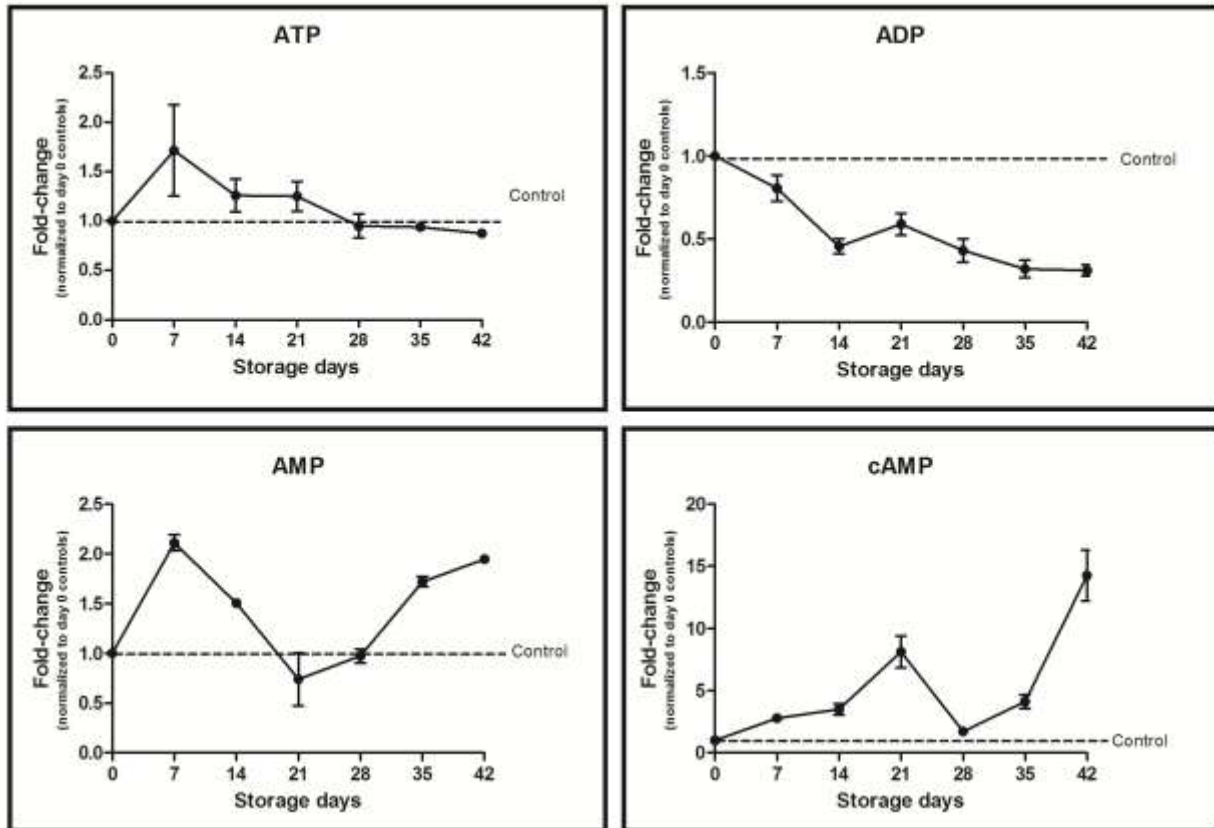 ATP
2.5
2.0
1.5
1.0
0.5
0.0
Fold-change
(normalized to day 0 controls)
Control
0 7 14 21 28 35 42
Storage days
ADP
1.5
1.0
0.5
0.0
Fold-change
(normalized to day 0 controls)
Control
0 7 14 21 28 35 42
Storage days
AMP
2.5
2.0
1.5
1.0
0.5
0.0
Fold-change
(normalized to day 0 controls)
Control
0 7 14 21 28 35 42
Storage days
cAMP
20
15
10
5
0
Fold-change
(normalized to day 0 controls)
Control
0 7 14 21 28 35 42
Storage days